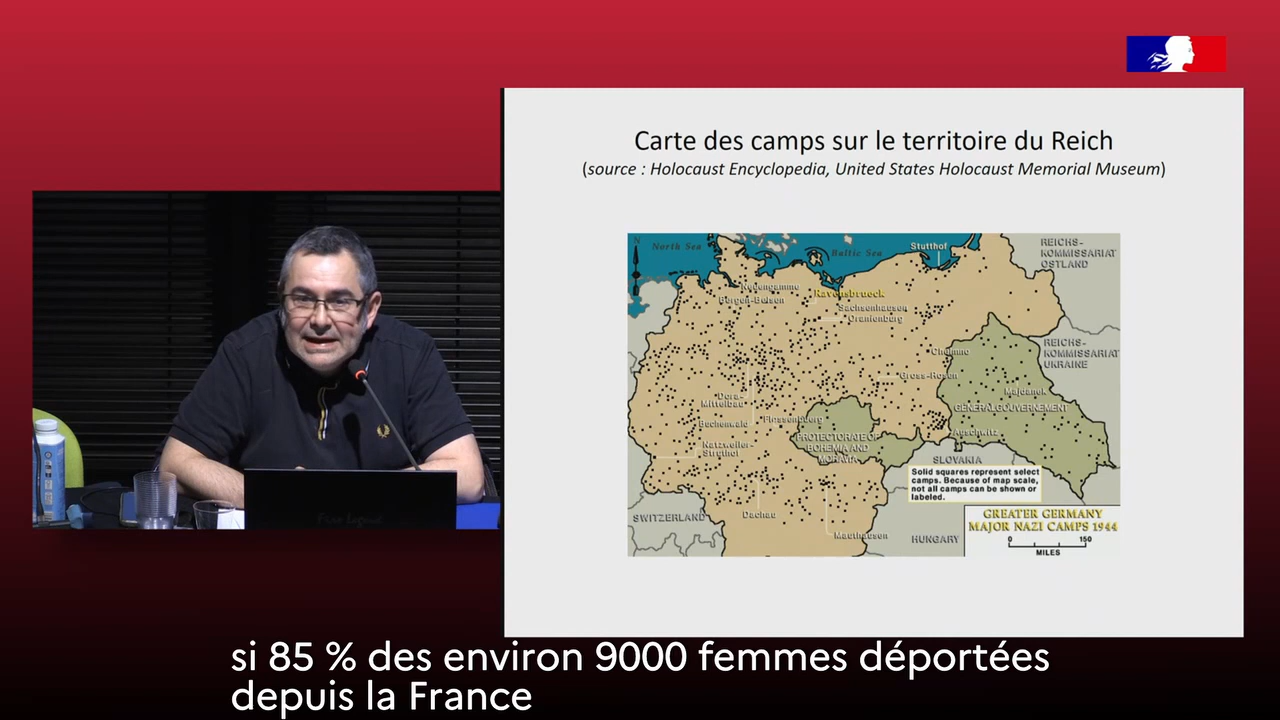 Carte des camps sur le territoire du Reich
(source : Holocaust Encyclopedia, United States Holocaust Memorial Museum)
N
North Sea
Baltic Sea
Stutthof
REICHS-
KOMMISSARIAT
OSTLAND
Neuengamme
Bergen-Belsen
Ravensbrueck
Sachsenhausen
Oranienburg
Chelmno
REICHS-
KOMMISSARIAT
UKRAINE
Gross-Rosen
Majdanek
Dora-
Mittelbau
GENERALGOUVERNEMENT
Buchenwald
Flossenbürg
Auschwitz
PROTECTORATE OF
BOHEMIA AND
MORAVIA
Natzweiler-
Struthof
SLOVAKIA
Solid squares represent select
camps. Because of map scale,
not all camps can be shown or
labeled.
SWITZERLAND
Dachau
Mauthausen
HUNGARY
GREATER GERMANY
MAJOR NAZI CAMPS 1944
0 150
MILES
si 85 % des environ 9000 femmes déportées
depuis la France